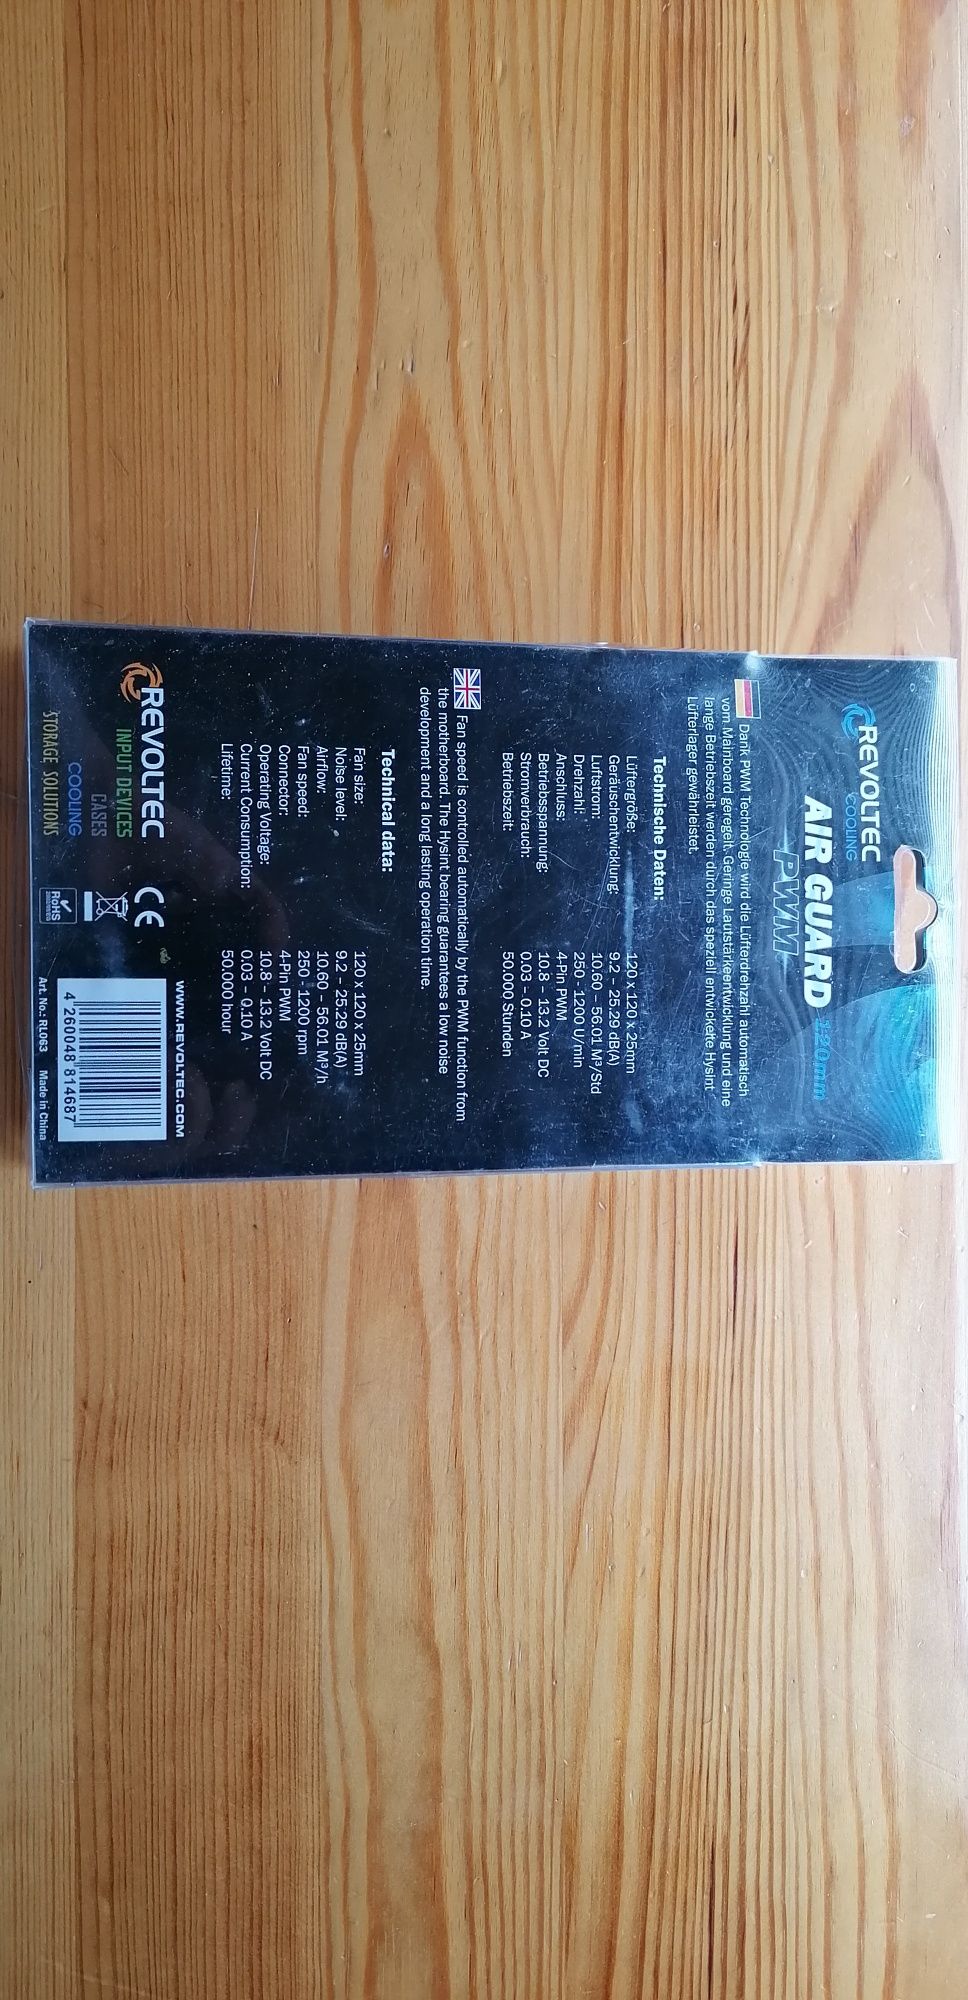 REVOLTEC
COOLING
AIR GUARD 120mm
PWM
Dank PWM Technologie wird die Lüfterdrehzahl automatisch
vom Mainboard geregelt. Geringe Lautstärkeentwicklung und eine
lange Betriebszeit werden durch das speziell entwickelte Hysint
Lüfterlager gewährleistet.
Technische Daten:
Lüftergröße: 120 x 120 x 25mm
Geräuschentwicklung: 9.2 – 25.29 dB(A)
Luftstrom: 10.60 – 56.01 M³/Std
Drehzahl: 250 - 1200 U/min
Anschluss: 4-Pin PWM
Betriebsspannung: 10.8 – 13.2 Volt DC
Stromverbrauch: 0.03 – 0.10 A
Betriebszeit: 50.000 Stunden
Fan speed is controlled automatically by the PWM function from
the motherboard. The Hysint bearing guarantees a low noise
development and a long lasting operation time.
Technical data:
Fan size: 120 x 120 x 25mm
Noise level: 9.2 – 25.29 dB(A)
Airflow: 10.60 – 56.01 M³/h
Fan speed: 250 - 1200 rpm
Connector: 4-Pin PWM
Operating Voltage: 10.8 – 13.2 Volt DC
Current Consumption: 0.03 – 0.10 A
Lifetime: 50.000 hour
REVOLTEC
INPUT DEVICES
CASES
COOLING
STORAGE SOLUTIONS
CE
RoHS
WWW.REVOLTEC.COM
4 260048 814687
Art. No.: RL063 Made in China